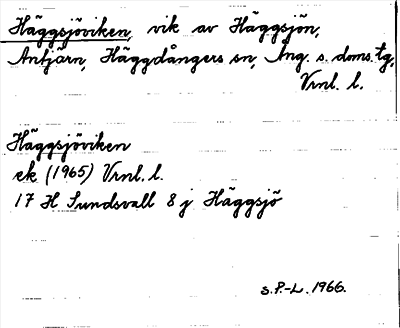 Häggsjöviken, vik av Häggsjön,
Antjärn, Häggdångers sn, Ång. s. doms. tg,
Vrnl. l.
Häggsjöviken
ek (1965) Vrnl. l.
17 H Sundsvall 8 j Häggsjö
s. P.-L. 1966.